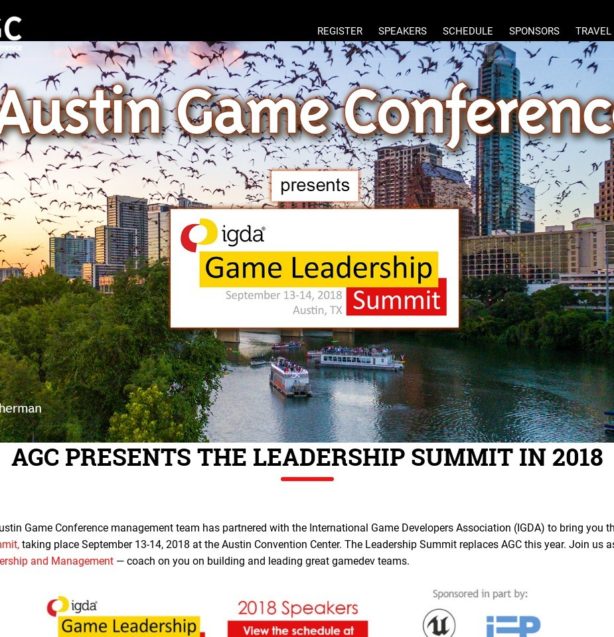 GC
REGISTER SPEAKERS SCHEDULE SPONSORS TRAVEL
Austin Game Conference
presents
igda
Game Leadership
September 13-14, 2018
Austin, TX
Summit
herman
AGC PRESENTS THE LEADERSHIP SUMMIT IN 2018
ustin Game Conference management team has partnered with the International Game Developers Association (IGDA) to bring you th
mmit, taking place September 13-14, 2018 at the Austin Convention Center. The Leadership Summit replaces AGC this year. Join us as
ership and Management — coach on you on building and leading great gamedev teams.
Sponsored in part by:
igda
Game Leadership
2018 Speakers
View the schedule at